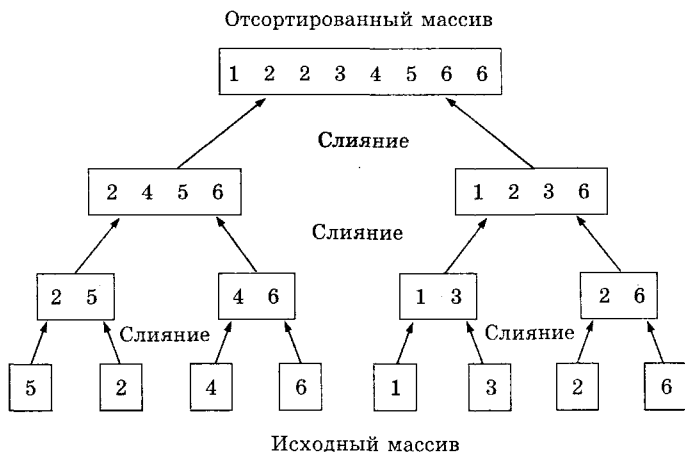 Отсортированный массив
1 2 2 3 4 5 6 6
Слияние
2 4 5 6
1 2 3 6
Слияние
2 5
4 6
1 3
2 6
Слияние
Слияние
5
2
4
6
1
3
2
6
Исходный массив